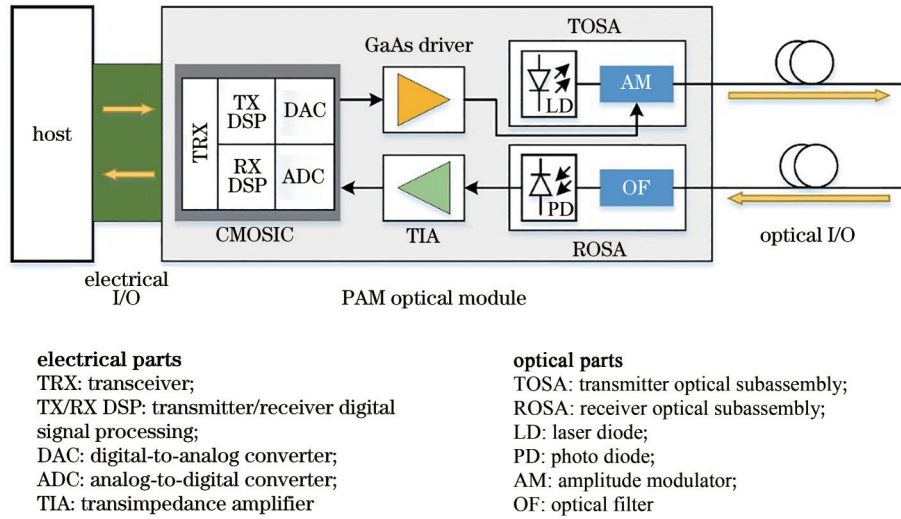 TOSA
GaAs driver
LD
AM
host
TRX
TX
DSP
DAC
RX
DSP
ADC
CMOSIC
TIA
PD
OF
ROSA
optical I/O
electrical
I/O
PAM optical module
electrical parts
TRX: transceiver;
TX/RX DSP: transmitter/receiver digital
signal processing;
DAC: digital-to-analog converter;
ADC: analog-to-digital converter;
TIA: transimpedance amplifier
optical parts
TOSA: transmitter optical subassembly;
ROSA: receiver optical subassembly;
LD: laser diode;
PD: photo diode;
AM: amplitude modulator;
OF: optical filter